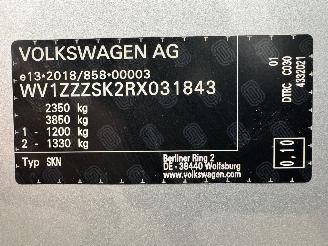 VOLKSWAGEN AG
e13*2018/858*00003
WV1ZZZSK2RX031843
2350 kg
3850 kg
1 - 1200 kg
2 - 1330 kg
Typ SKN
Berliner Ring 2
DE - 38440 Wolfsburg
www.volkswagen.com
01
DTRC C030
4332021
0.10